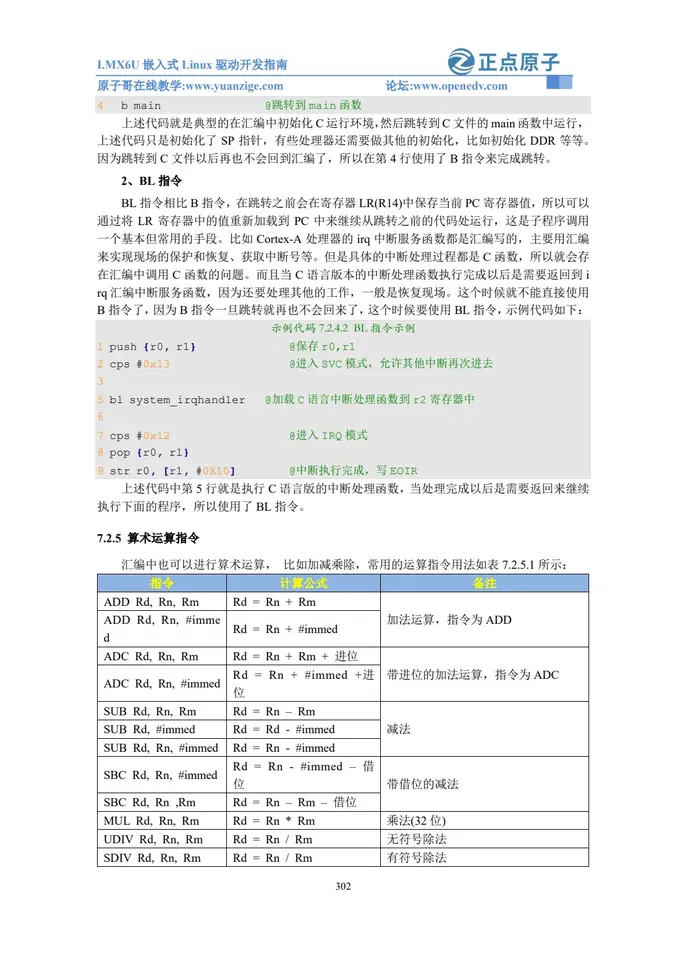 I.MX6U 嵌入式 Linux 驱动开发指南
正点原子
原子哥在线教学:www.yuanzige.com 论坛:www.openedv.com
4 b main @跳转到 main 函数
上述代码就是典型的在汇编中初始化 C 运行环境,然后跳转到 C 文件的 main 函数中运行,
上述代码只是初始化了 SP 指针，有些处理器还需要做其他的初始化，比如初始化 DDR 等等。
因为跳转到 C 文件以后再也不会回到汇编了，所以在第 4 行使用了 B 指令来完成跳转。
2、BL 指令
BL 指令相比 B 指令，在跳转之前会在寄存器 LR(R14)中保存当前 PC 寄存器值，所以可以
通过将 LR 寄存器中的值重新加载到 PC 中来继续从跳转之前的代码处运行，这是子程序调用
一个基本但常用的手段。比如 Cortex-A 处理器的 irq 中断服务函数都是汇编写的，主要用汇编
来实现现场的保护和恢复、获取中断号等。但是具体的中断处理过程都是 C 函数，所以就会存
在汇编中调用 C 函数的问题。而且当 C 语言版本的中断处理函数执行完成以后是需要返回到 i
rq 汇编中断服务函数，因为还要处理其他的工作，一般是恢复现场。这个时候就不能直接使用
B 指令了，因为 B 指令一旦跳转就再也不会回来了，这个时候要使用 BL 指令，示例代码如下：
示例代码 7.2.4.2 BL 指令示例
1 push {r0, r1} @保存 r0,r1
2 cps #0x13 @进入 SVC 模式，允许其他中断再次进去
3
5 bl system_irqhandler @加载 C 语言中断处理函数到 r2 寄存器中
6
7 cps #0x12 @进入 IRQ 模式
8 pop {r0, r1}
9 str r0, [r1, #0X10] @中断执行完成，写 EOIR
上述代码中第 5 行就是执行 C 语言版的中断处理函数，当处理完成以后是需要返回来继续
执行下面的程序，所以使用了 BL 指令。
7.2.5 算术运算指令
汇编中也可以进行算术运算， 比如加减乘除，常用的运算指令用法如表 7.2.5.1 所示：
指令 计算公式 备注
ADD Rd, Rn, Rm Rd = Rn + Rm
ADD Rd, Rn, #imme
d Rd = Rn + #immed 加法运算，指令为 ADD
ADC Rd, Rn, Rm Rd = Rn + Rm + 进位
ADC Rd, Rn, #immed Rd = Rn + #immed +进
位 带进位的加法运算，指令为 ADC
SUB Rd, Rn, Rm Rd = Rn – Rm
SUB Rd, #immed Rd = Rd - #immed 减法
SUB Rd, Rn, #immed Rd = Rn - #immed
SBC Rd, Rn, #immed Rd = Rn - #immed – 借
位 带借位的减法
SBC Rd, Rn ,Rm Rd = Rn – Rm – 借位
MUL Rd, Rn, Rm Rd = Rn * Rm 乘法(32 位)
UDIV Rd, Rn, Rm Rd = Rn / Rm 无符号除法
SDIV Rd, Rn, Rm Rd = Rn / Rm 有符号除法
302